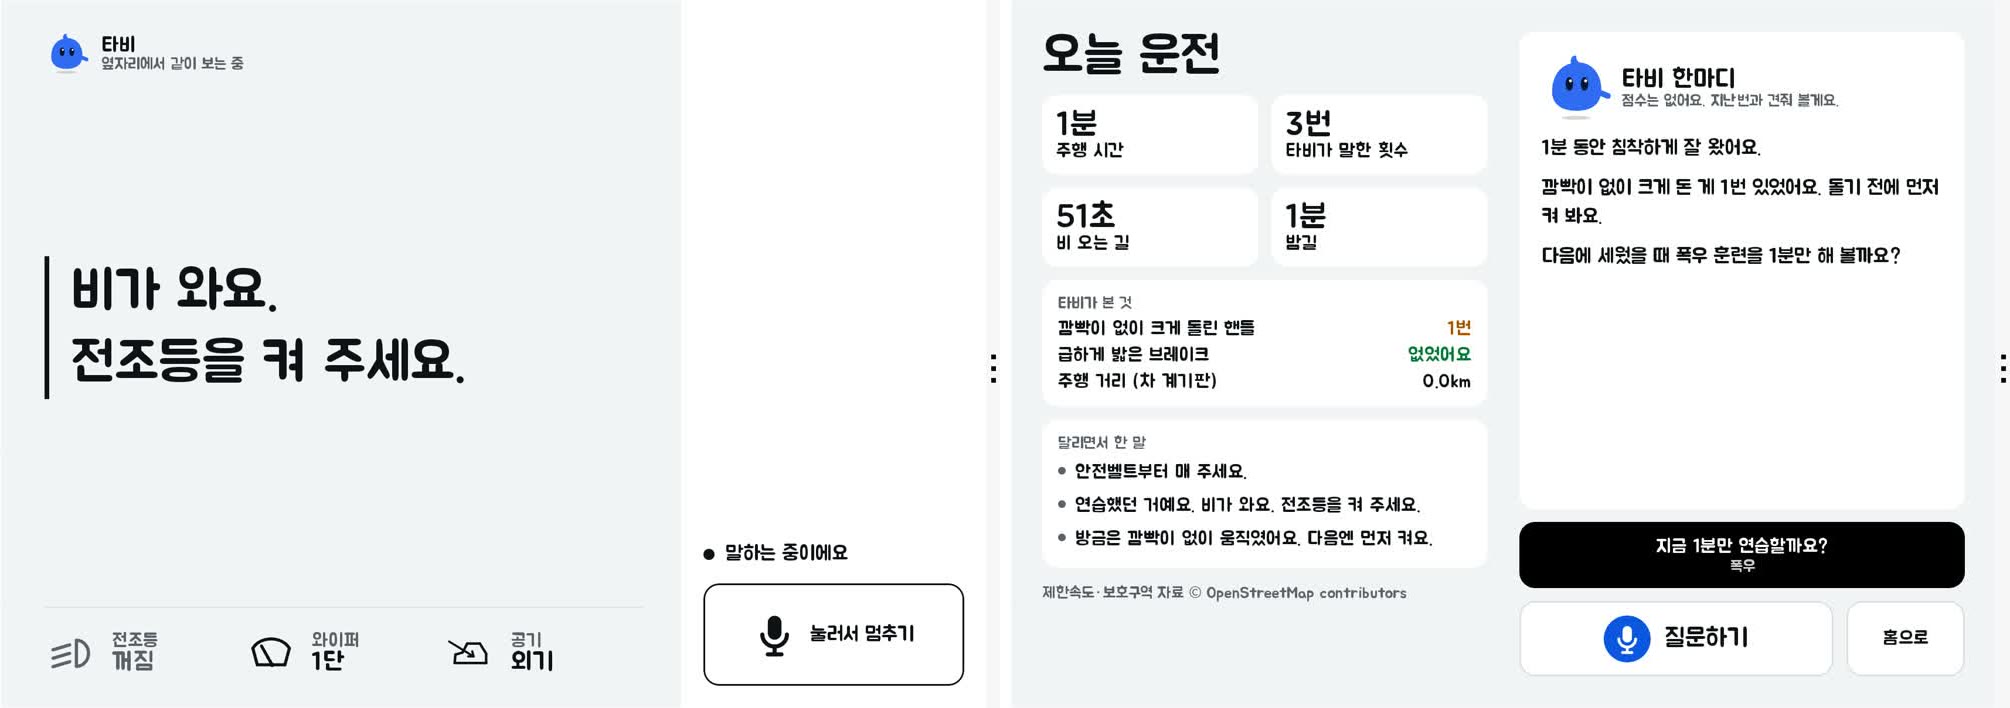 타비
옆자리에서 같이 보는 중
비가 와요.
전조등을 켜 주세요.
전조등
꺼짐
와이퍼
1단
공기
외기
말하는 중이에요
눌러서 멈추기
오늘 운전
1분
주행 시간
3번
타비가 말한 횟수
51초
비 오는 길
1분
밤길
타비가 본 것
깜빡이 없이 크게 돌린 핸들 1번
급하게 밟은 브레이크 없었어요
주행 거리 (차 계기판) 0.0km
달리면서 한 말
안전벨트부터 매 주세요.
연습했던 거예요. 비가 와요. 전조등을 켜 주세요.
방금은 깜빡이 없이 움직였어요. 다음엔 먼저 켜요.
제한속도·보호구역 자료 © OpenStreetMap contributors
타비 한마디
점수는 없어요. 지난번과 견줘 볼게요.
1분 동안 침착하게 잘 왔어요.
깜빡이 없이 크게 돈 게 1번 있었어요. 돌기 전에 먼저
켜 봐요.
다음에 세웠을 때 폭우 훈련을 1분만 해 볼까요?
지금 1분만 연습할까요?
폭우
질문하기
홈으로